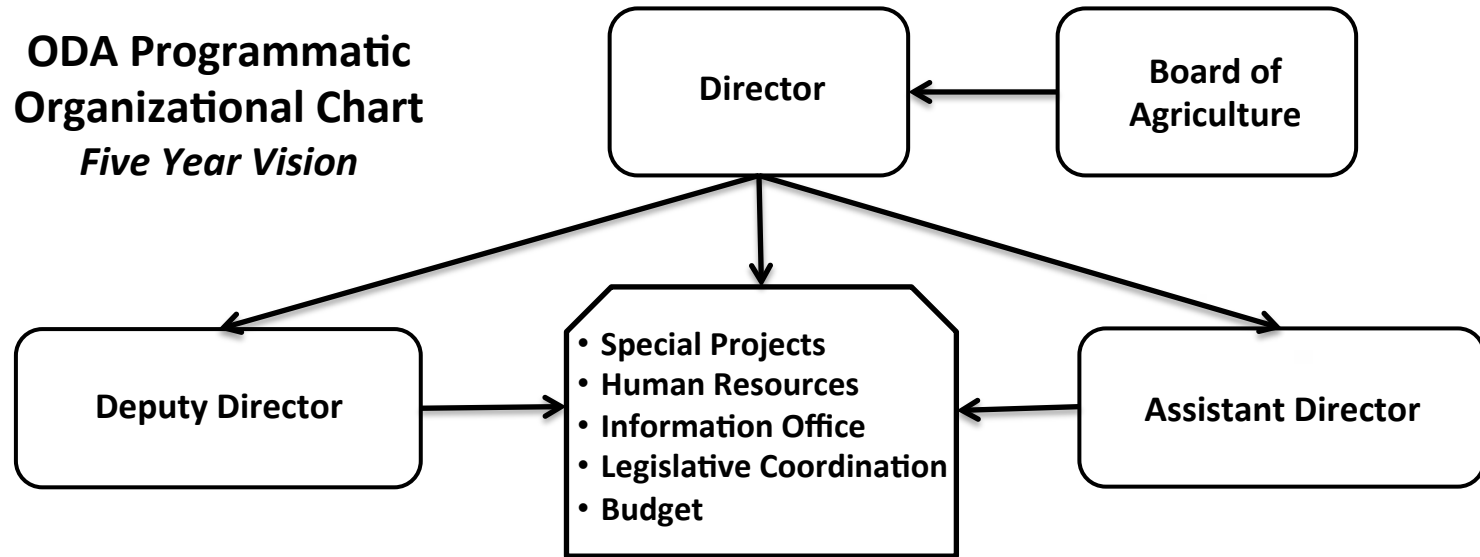 ODA Programmatic
Organizational Chart
Five Year Vision
Director
Board of
Agriculture
Deputy Director
• Special Projects
• Human Resources
• Information Office
• Legislative Coordination
• Budget
Assistant Director